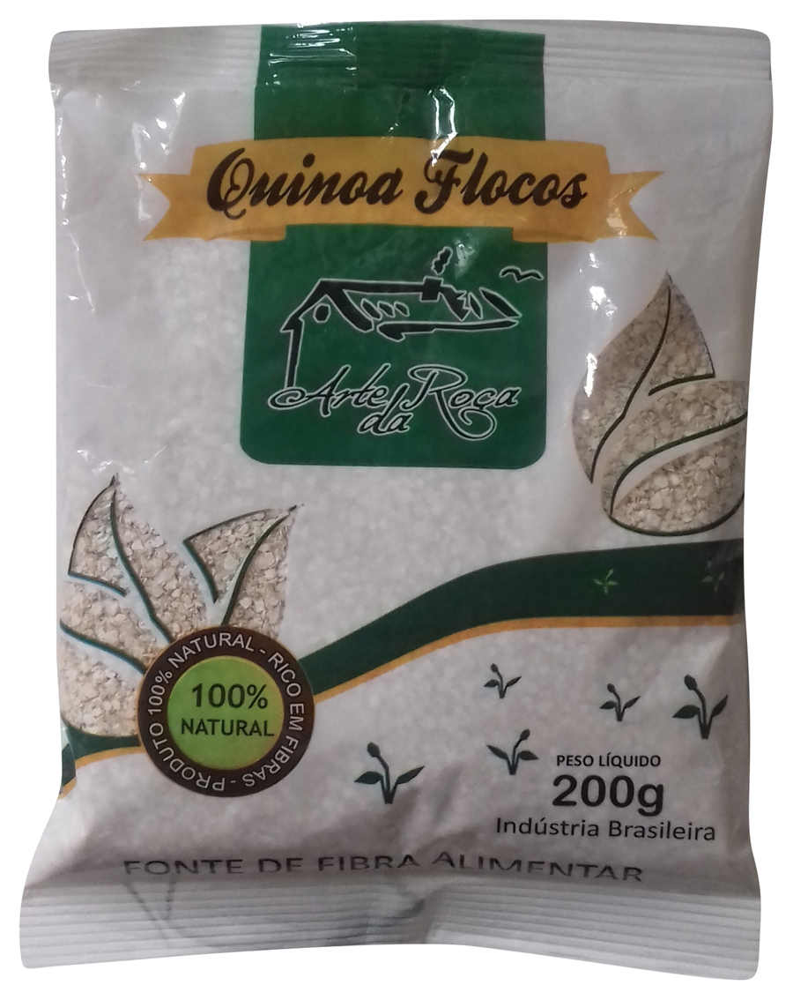 Quinoa Flocos
Arte da Roça
PRODUTO 100% NATURAL - RICO EM FIBRAS -
100%
NATURAL
PESO LÍQUIDO
200g
Indústria Brasileira
FONTE DE FIBRA ALIMENTAR